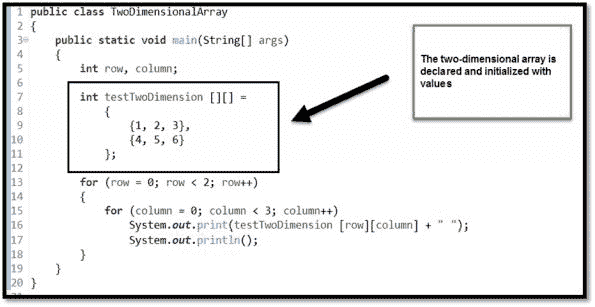 1 public class TwoDimensionalArray
2 {
3 public static void main(String[] args)
4 {
5 int row, column;
6
7 int testTwoDimension [][] =
8 {
9 {1, 2, 3},
10 {4, 5, 6}
11 };
12
13 for (row = 0; row < 2; row++)
14 {
15 for (column = 0; column < 3; column++)
16 System.out.print(testTwoDimension [row][column] + " ");
17 System.out.println();
18 }
19 }
20 }
The two-dimensional array is
declared and initialized with
values